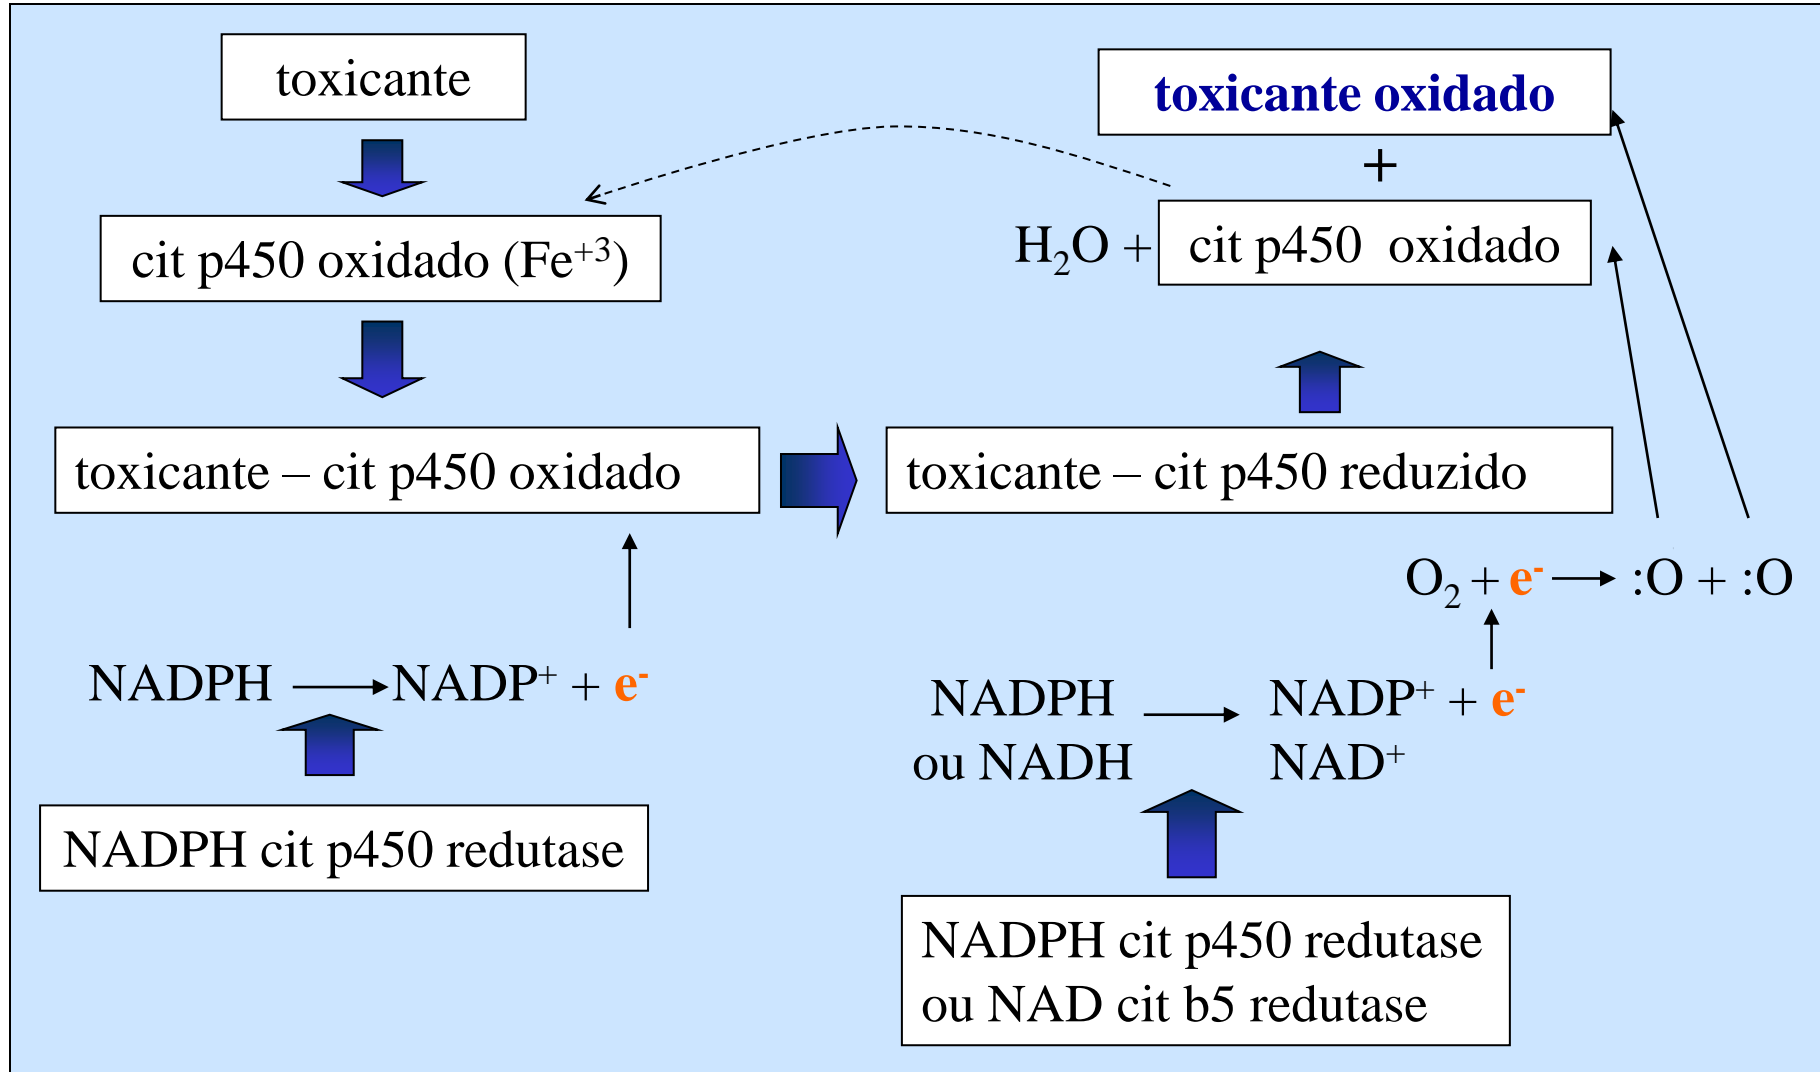 toxicante
cit p450 oxidado (Fe⁺³)
toxicante – cit p450 oxidado
NADPH → NADP⁺ + e⁻
NADPH cit p450 redutase
toxicante oxidado
+
H₂O + cit p450 oxidado
toxicante – cit p450 reduzido
O₂ + e⁻ → :O + :O
NADPH → NADP⁺ + e⁻
ou NADH NAD⁺
NADPH cit p450 redutase
ou NAD cit b5 redutase